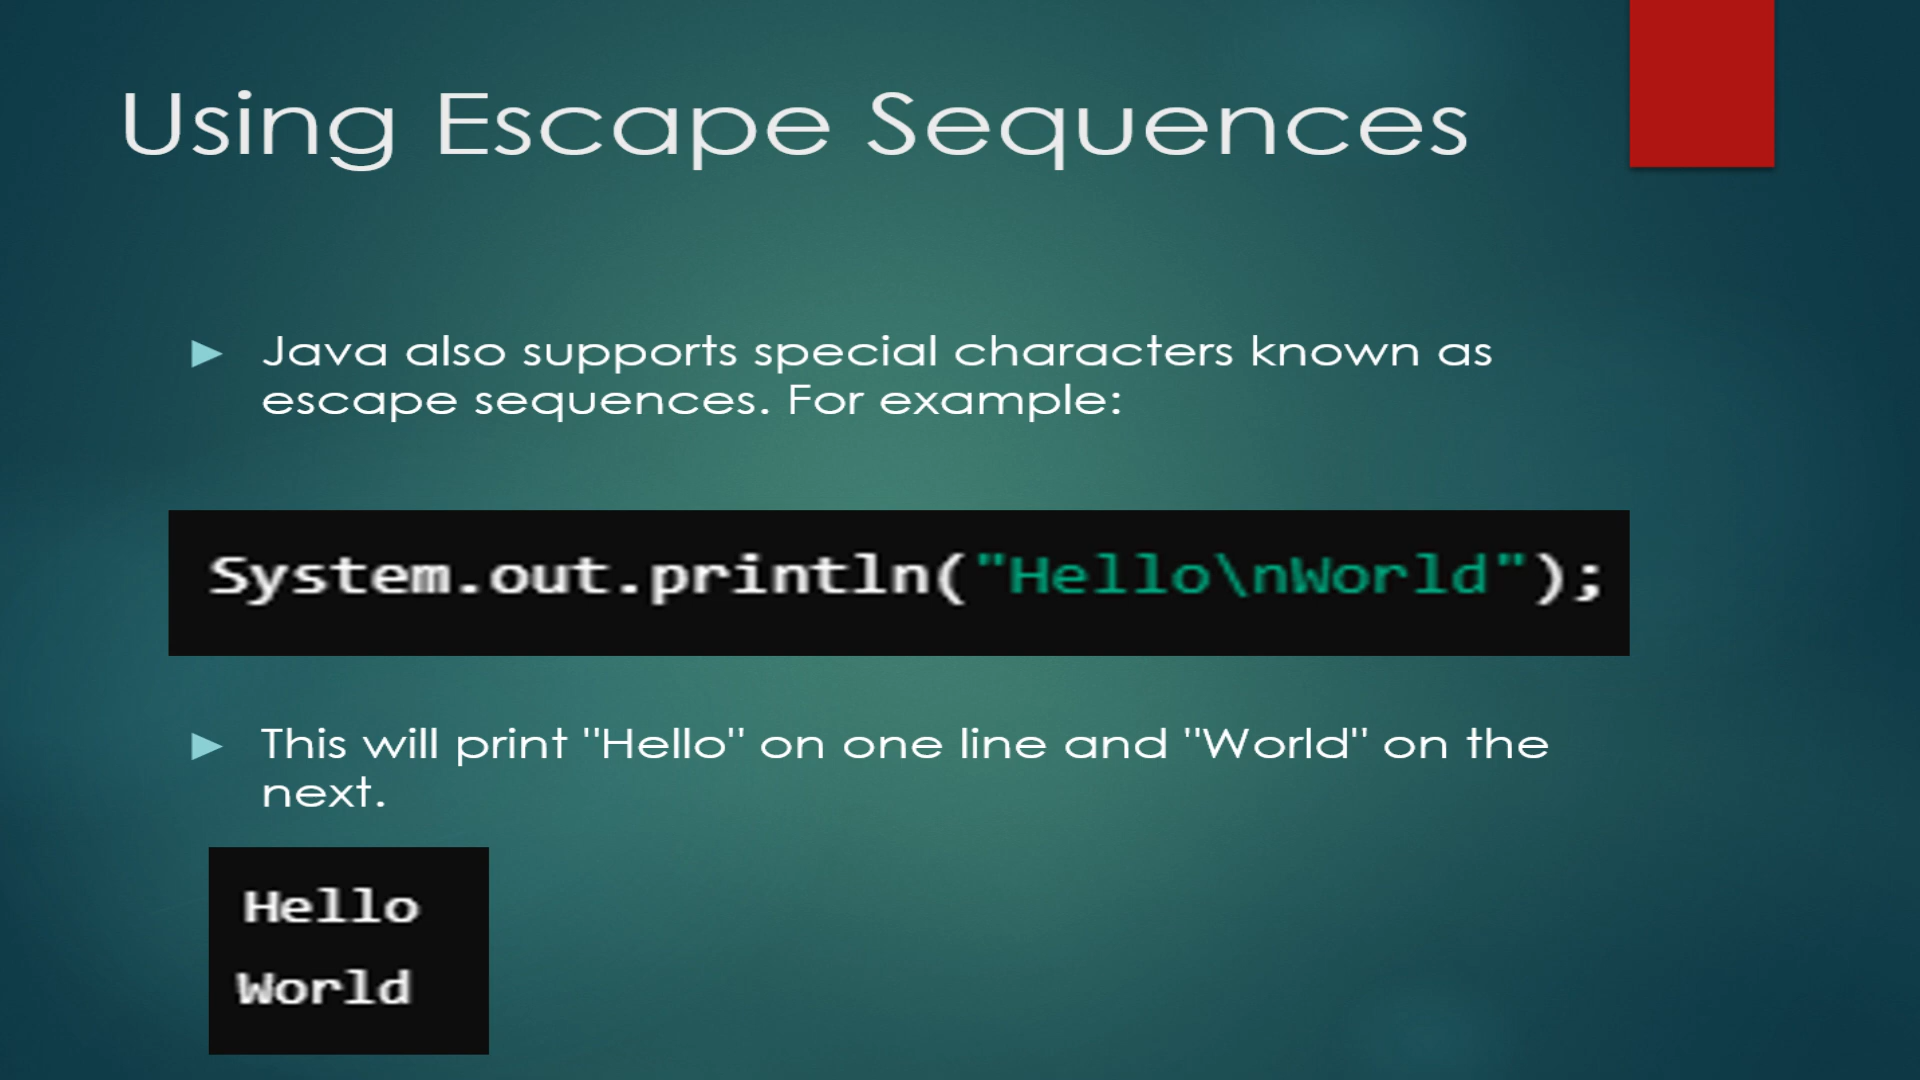 Using Escape Sequences
Java also supports special characters known as
escape sequences. For example:
System.out.println("Hello\nWorld");
This will print "Hello" on one line and "World" on the
next.
Hello
World